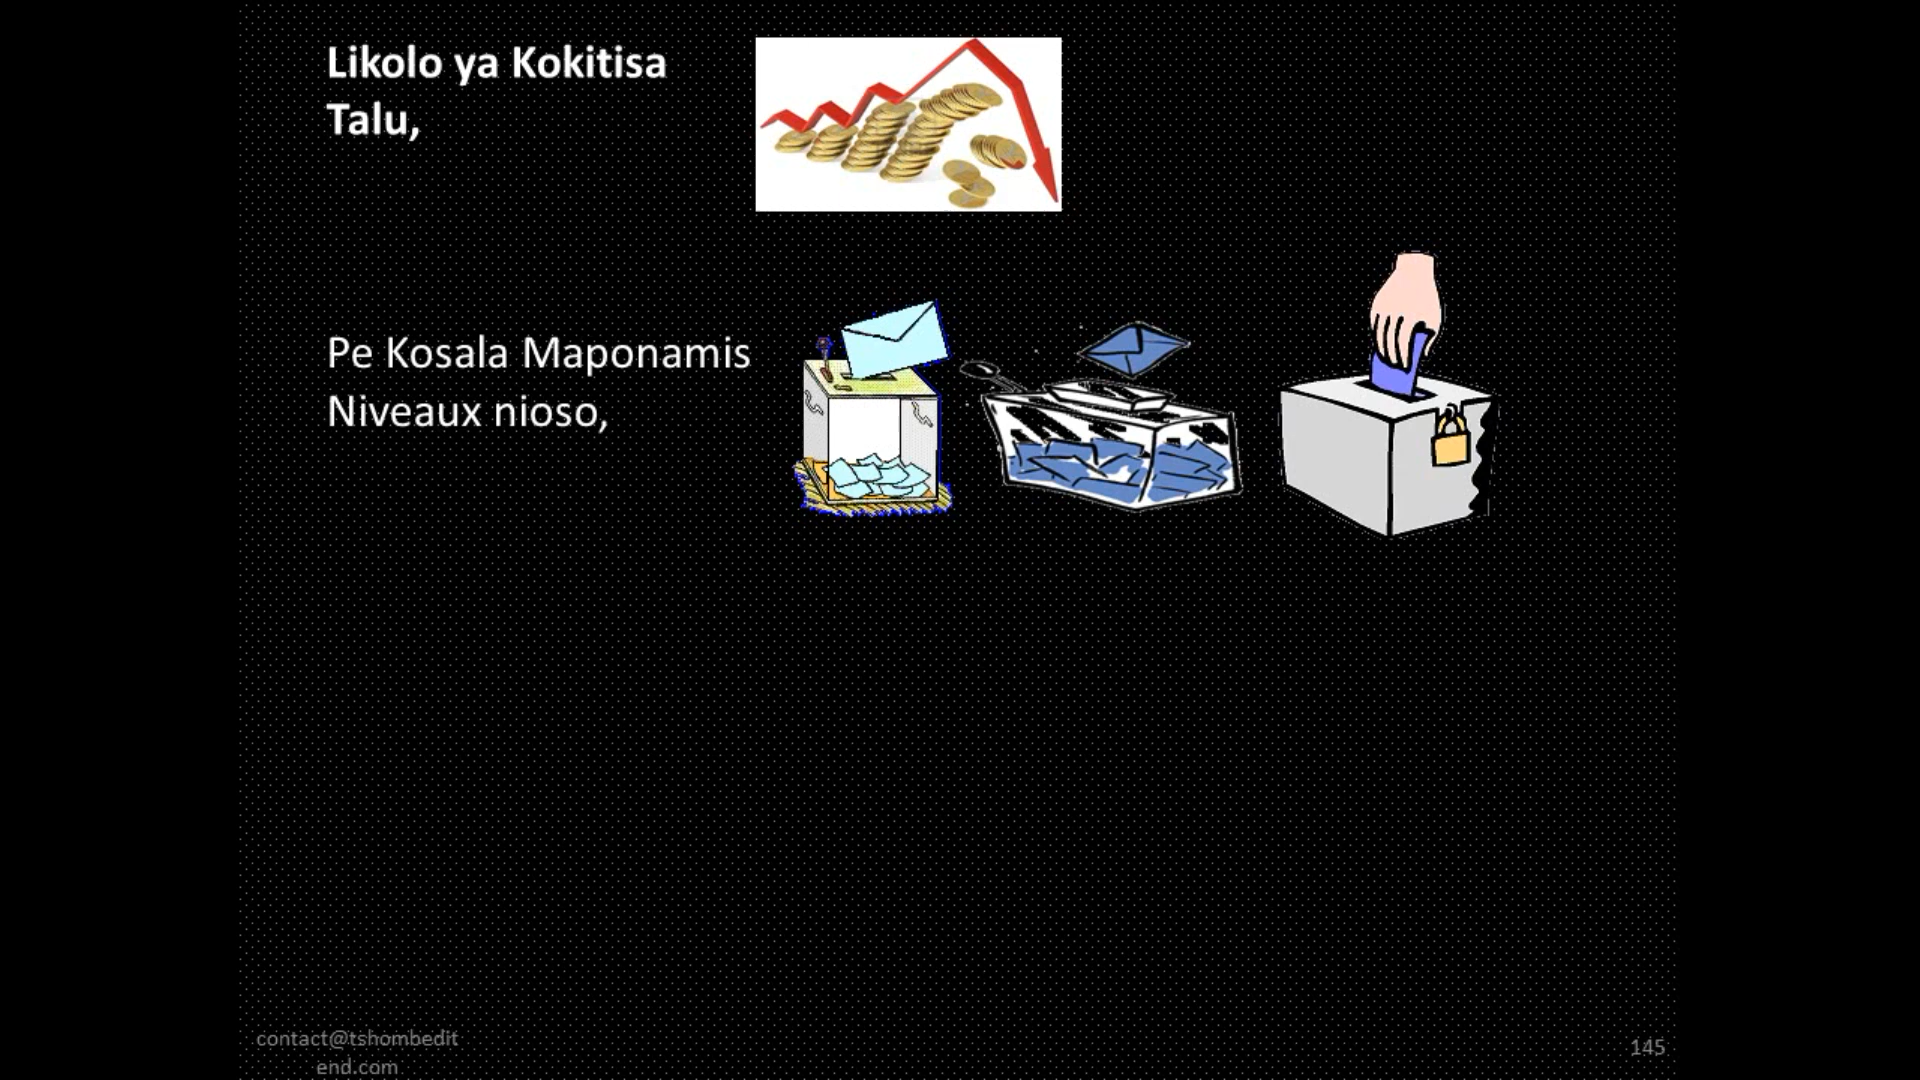 Likolo ya Kokitisa
Talu,
Pe Kosala Maponamis
Niveaux nioso,
contact@tshombedit
end.com
145